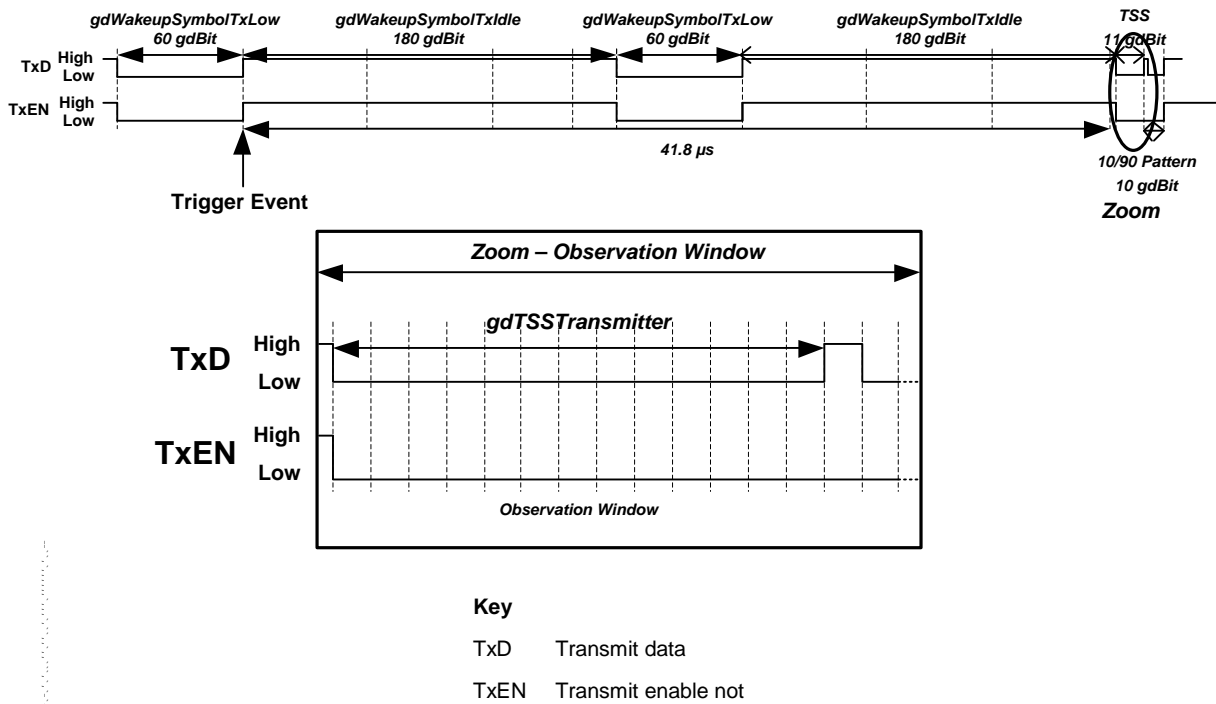 gdWakeupSymbolTxLow gdWakeupSymbolTxIdle gdWakeupSymbolTxLow gdWakeupSymbolTxIdle TSS
60 gdBit 180 gdBit 60 gdBit 180 gdBit 11 gdBit
TxD High
Low
TxEN High
Low
41.8 µs
10/90 Pattern
10 gdBit
Trigger Event
Zoom
Zoom – Observation Window
gdTSSTransmitter
TxD High
Low
TxEN High
Low
Observation Window
Key
TxD Transmit data
TxEN Transmit enable not